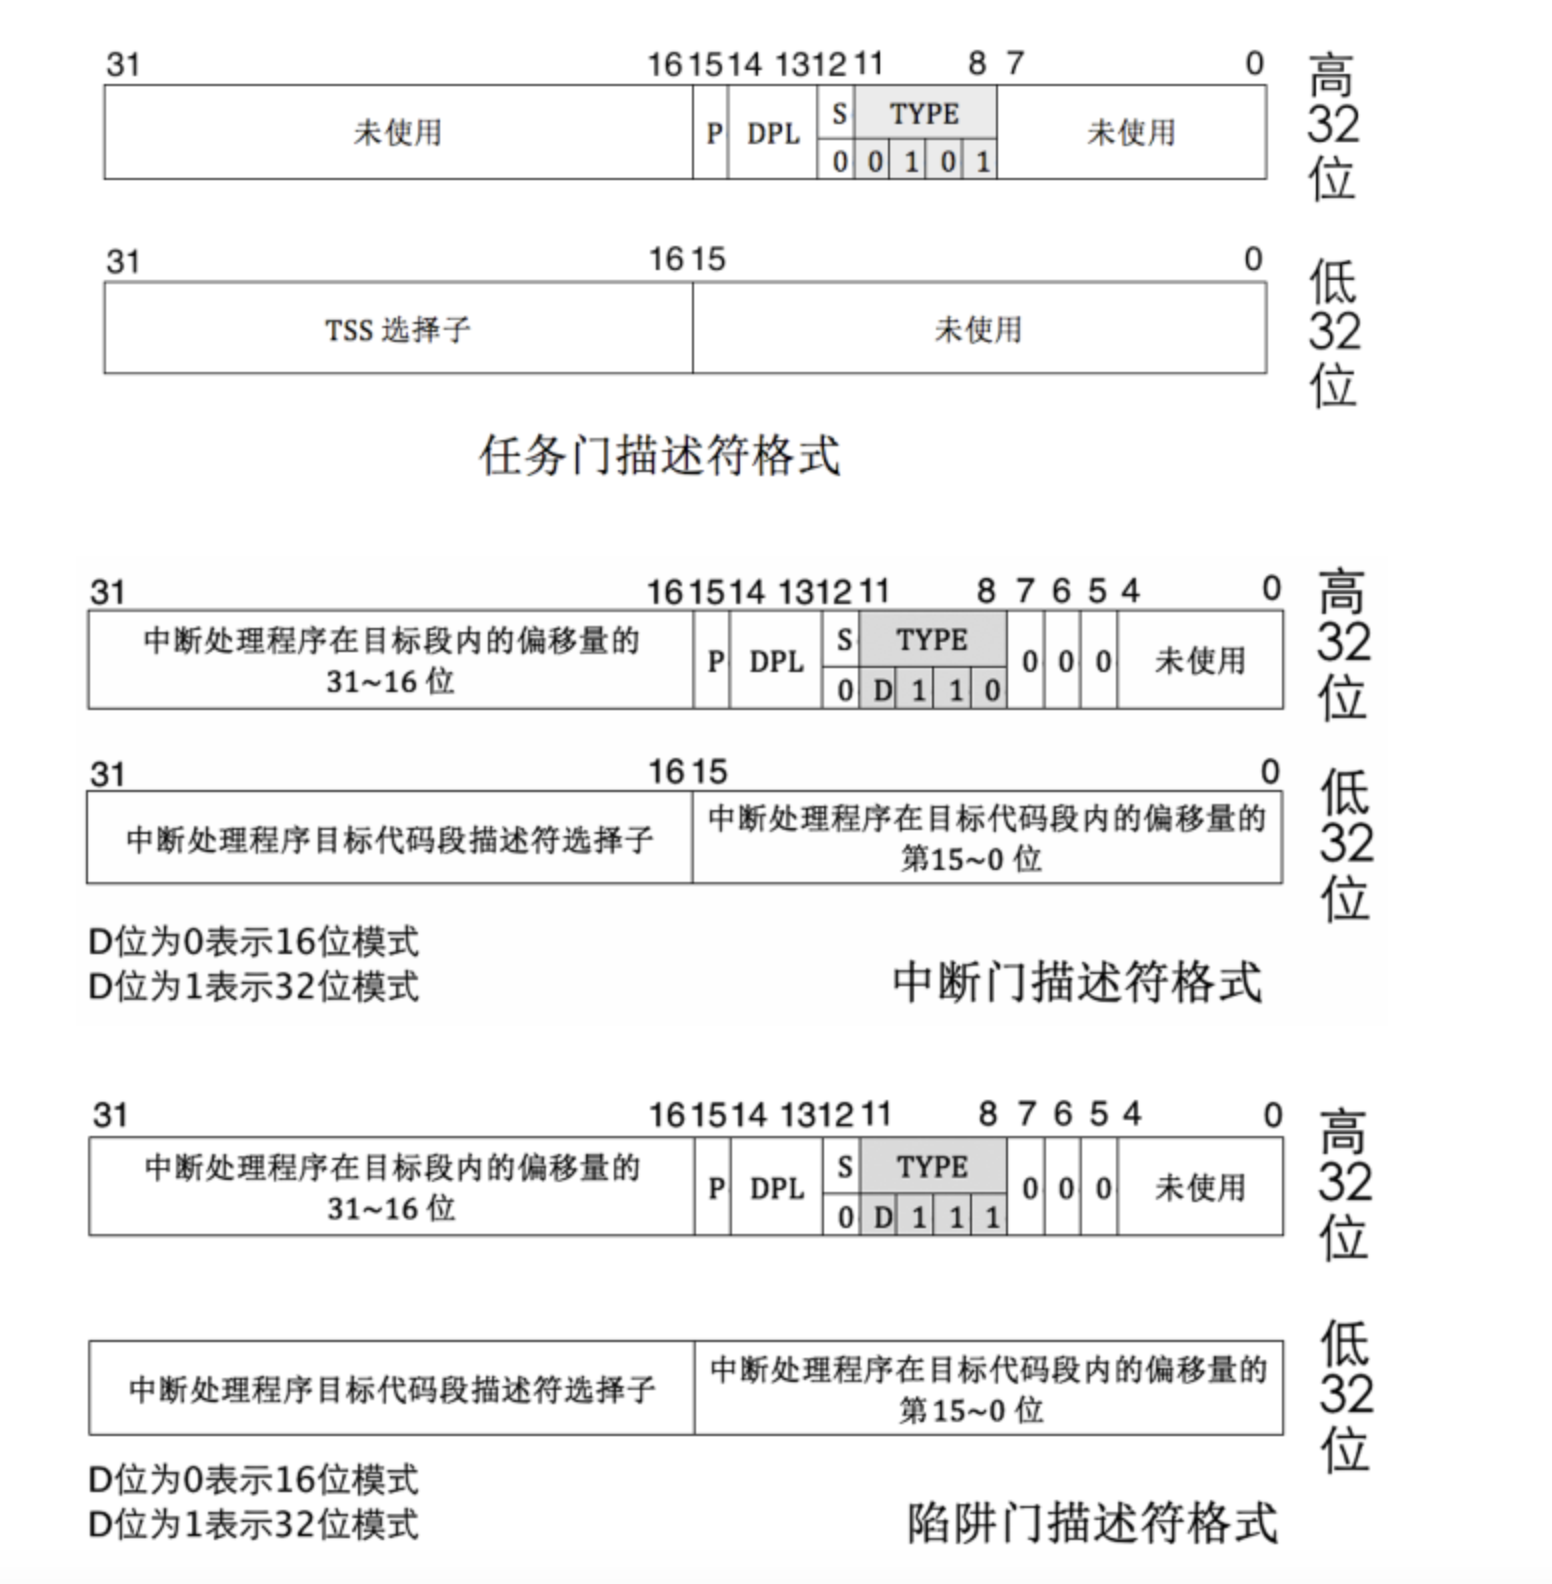 31 16 15 14 13 12 11 8 7 0
未使用 P DPL S TYPE 未使用
0 0 1 0 1
高32位
31 16 15 0
TSS 选择子 未使用
低32位
任务门描述符格式
31 16 15 14 13 12 11 8 7 6 5 4 0
中断处理程序在目标段内的偏移量的
31~16 位
P DPL S TYPE 0 0 0 未使用
0 D 1 1 0
高32位
31 16 15 0
中断处理程序目标代码段描述符选择子
中断处理程序在目标代码段内的偏移量的
第15~0 位
低32位
D位为0表示16位模式
D位为1表示32位模式
中断门描述符格式
31 16 15 14 13 12 11 8 7 6 5 4 0
中断处理程序在目标段内的偏移量的
31~16 位
P DPL S TYPE 0 0 0 未使用
0 D 1 1 1
高32位
中断处理程序目标代码段描述符选择子
中断处理程序在目标代码段内的偏移量的
第15~0 位
低32位
D位为0表示16位模式
D位为1表示32位模式
陷阱门描述符格式